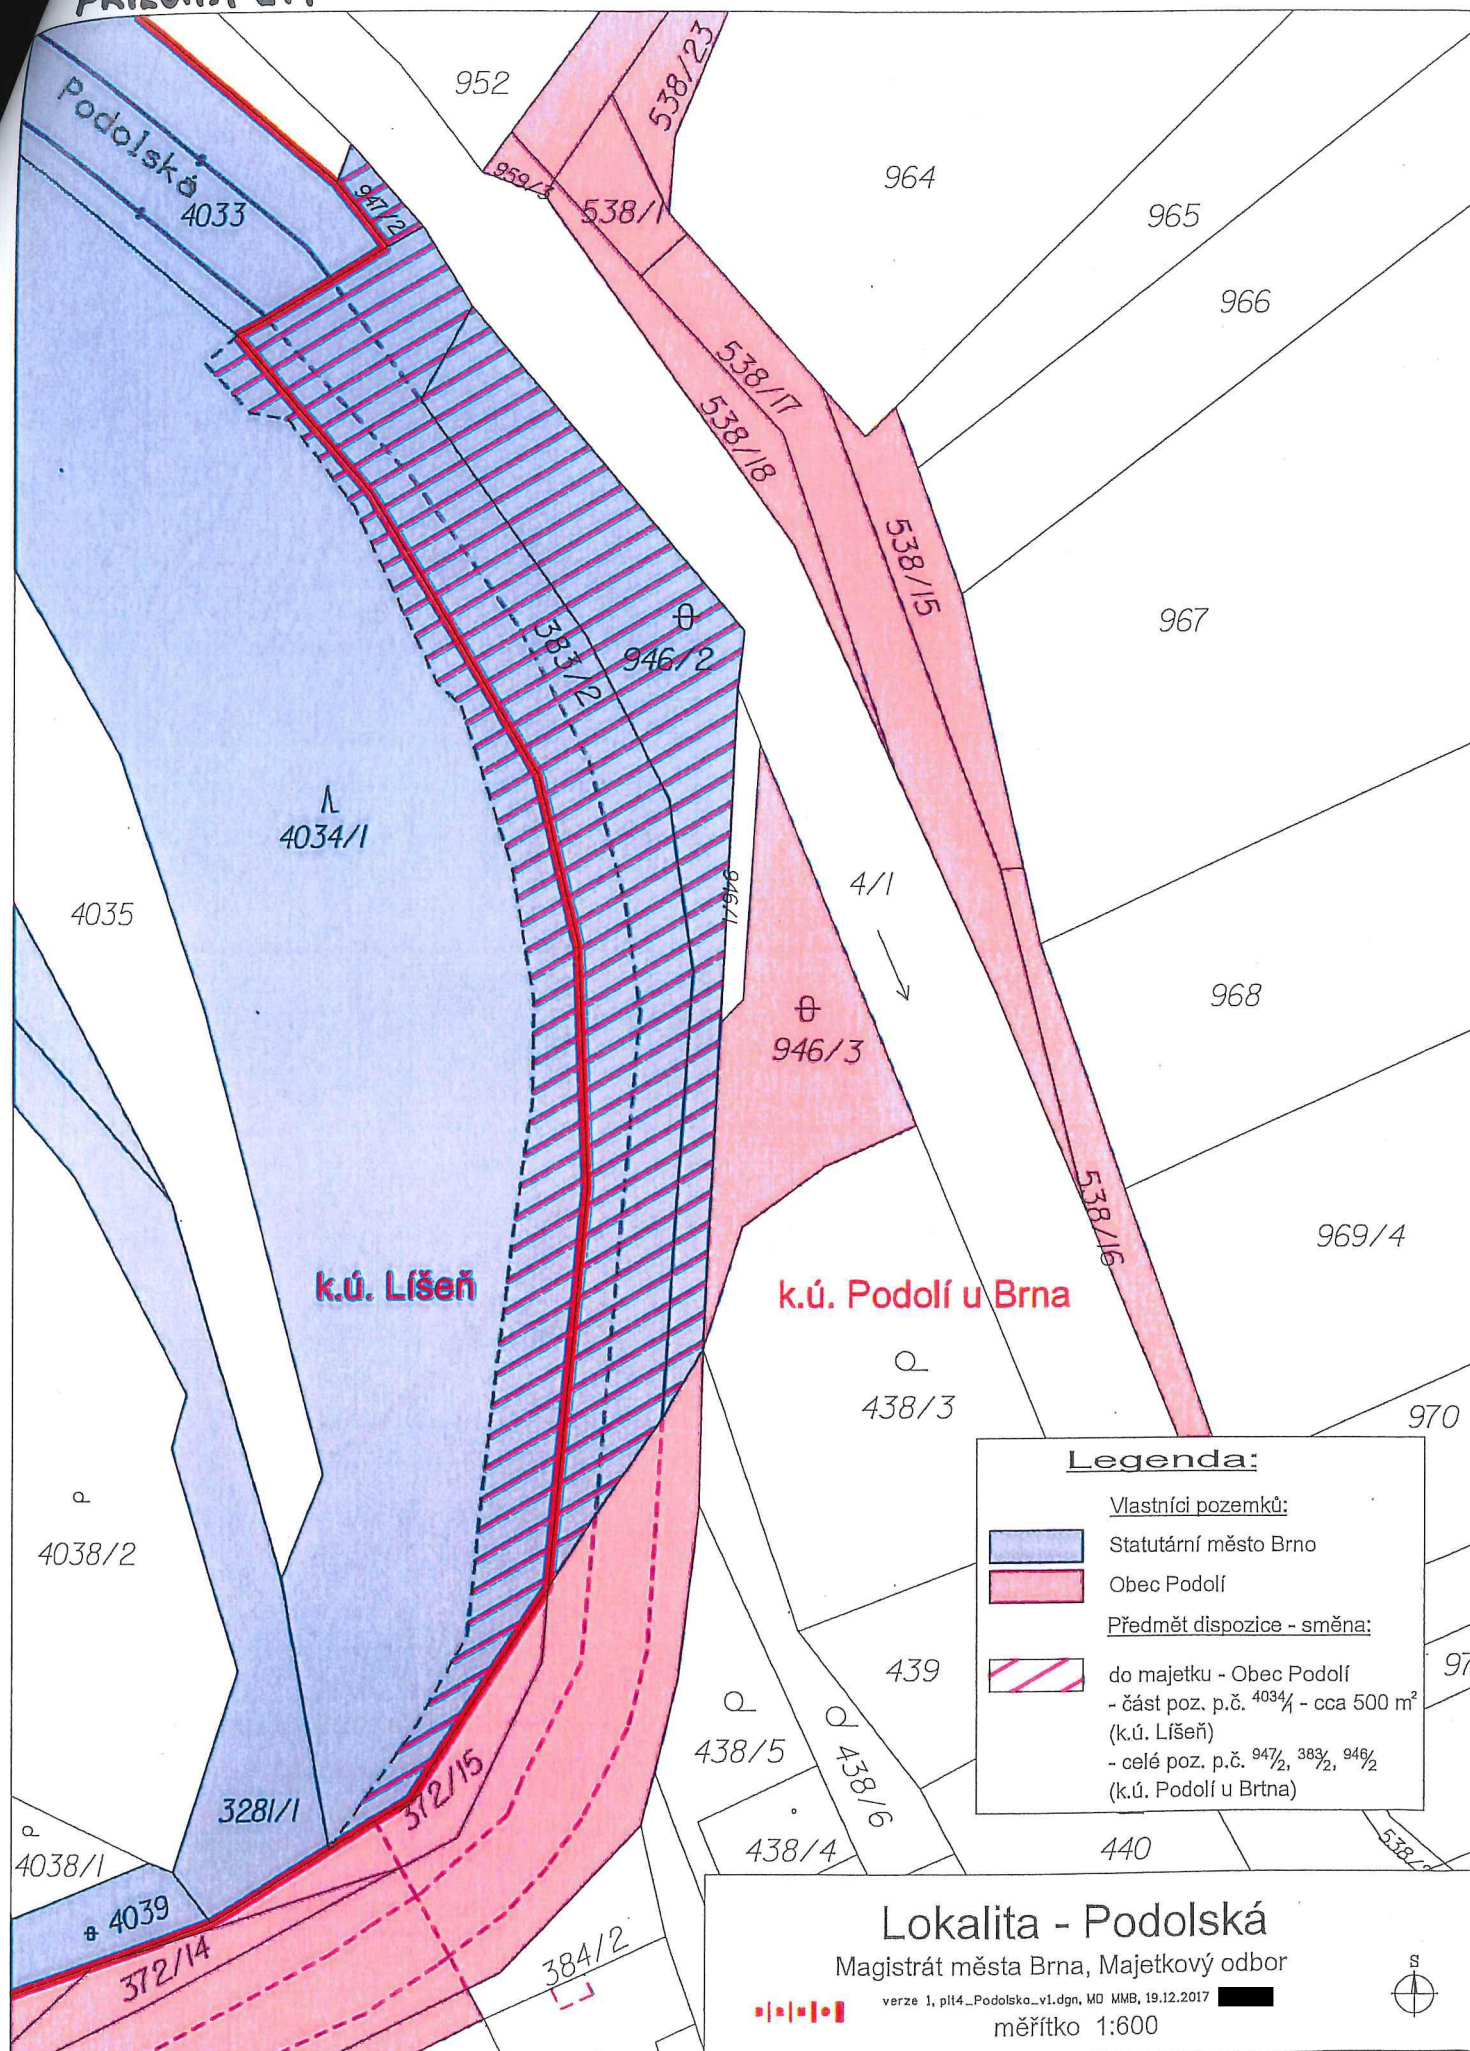 952
538/23
Podolská
959/3
964
947/2
538/1
4033
965
966
538/17
538/18
538/15
967
946/2
383/2
4034/1
4/1
946/1
4035
968
946/3
538/16
969/4
k.ú. Líšeň
k.ú. Podolí u Brna
438/3
970
4038/2
439
97
438/5
438/6
372/15
3281/1
438/4
440
538/2
4038/1
4039
372/14
384/2
Legenda:
Vlastníci pozemků:
Statutární město Brno
Obec Podolí
Předmět dispozice - směna:
do majetku - Obec Podolí
- část poz. p.č. 4034/1 - cca 500 m²
(k.ú. Líšeň)
- celé poz. p.č. 947/2, 383/2, 946/2
(k.ú. Podolí u Brtna)
Lokalita - Podolská
Magistrát města Brna, Majetkový odbor
verze 1, pl14_Podolska_v1.dgn, MO MMB, 19.12.2017
měřítko 1:600
S